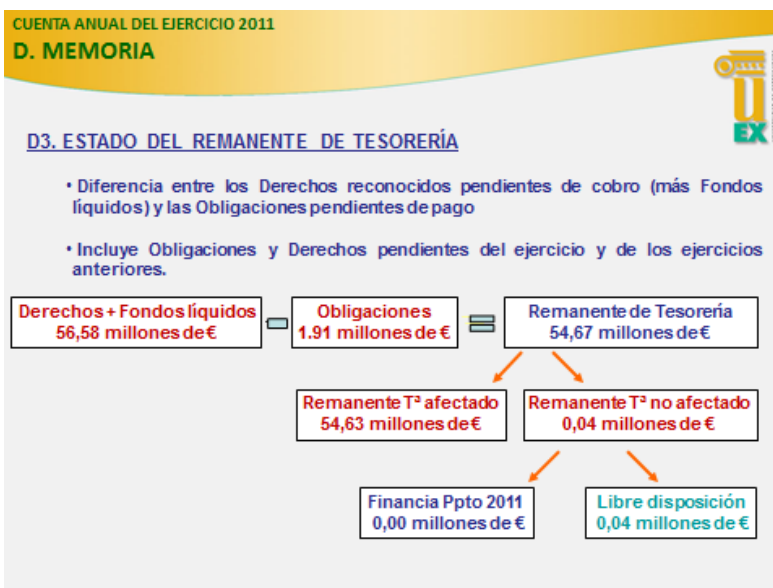 CUENTA ANUAL DEL EJERCICIO 2011
D. MEMORIA
UEX
D3. ESTADO DEL REMANENTE DE TESORERÍA
• Diferencia entre los Derechos reconocidos pendientes de cobro (más Fondos
líquidos) y las Obligaciones pendientes de pago
• Incluye Obligaciones y Derechos pendientes del ejercicio y de los ejercicios
anteriores.
Derechos + Fondos líquidos
56,58 millones de €
-
Obligaciones
1.91 millones de €
=
Remanente de Tesorería
54,67 millones de €
Remanente Tª afectado
54,63 millones de €
Remanente Tª no afectado
0,04 millones de €
Financia Ppto 2011
0,00 millones de €
Libre disposición
0,04 millones de €